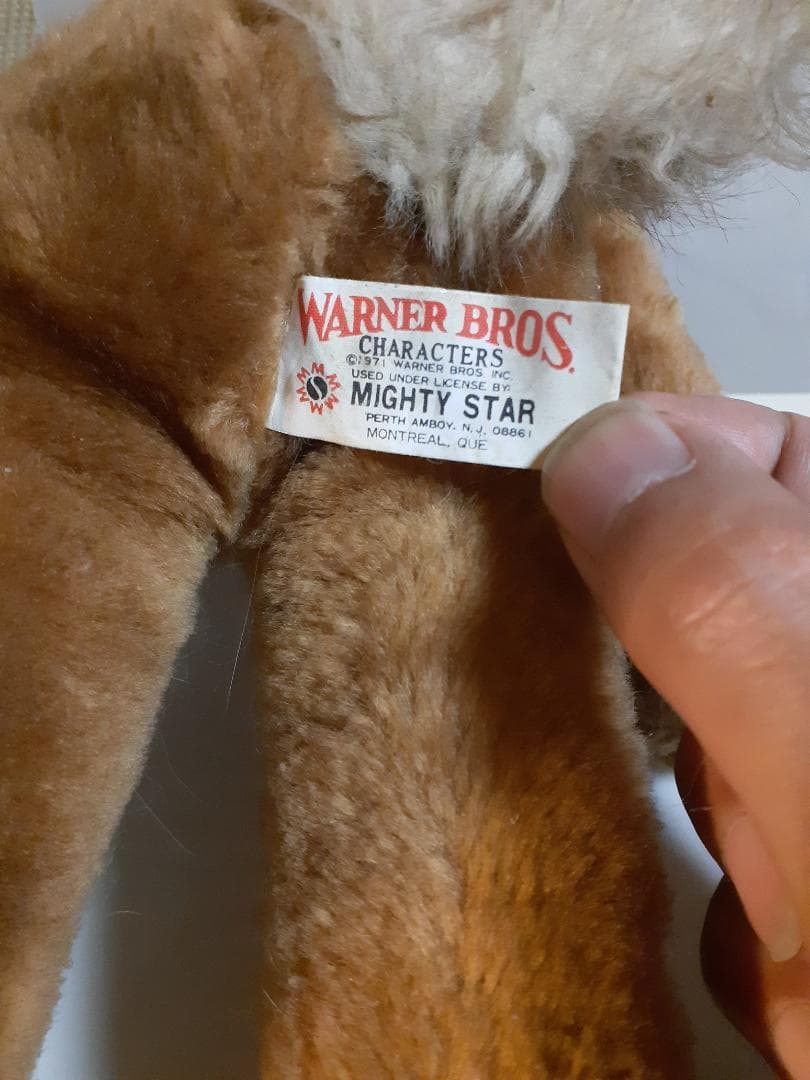 WARNER BROS.
CHARACTERS
©1971 WARNER BROS. INC.
USED UNDER LICENSE BY:
MIGHTY STAR
PERTH AMBOY. N.J. 08861
MONTREAL, QUE